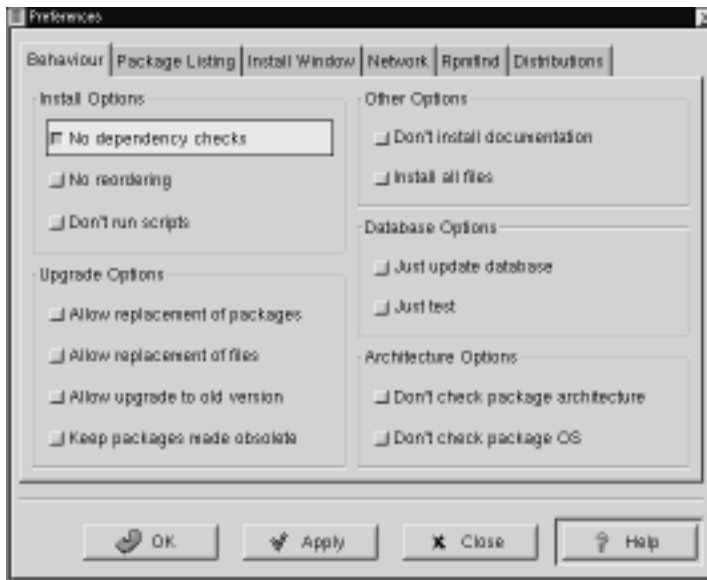 Preferences
Behaviour Package Listing Install Window Network Rpmfind Distributions
Install Options
No dependency checks
No reordering
Don't run scripts
Upgrade Options
Allow replacement of packages
Allow replacement of files
Allow upgrade to old version
Keep packages made obsolete
Other Options
Don't install documentation
Install all files
Database Options
Just update database
Just test
Architecture Options
Don't check package architecture
Don't check package OS
OK Apply Close Help